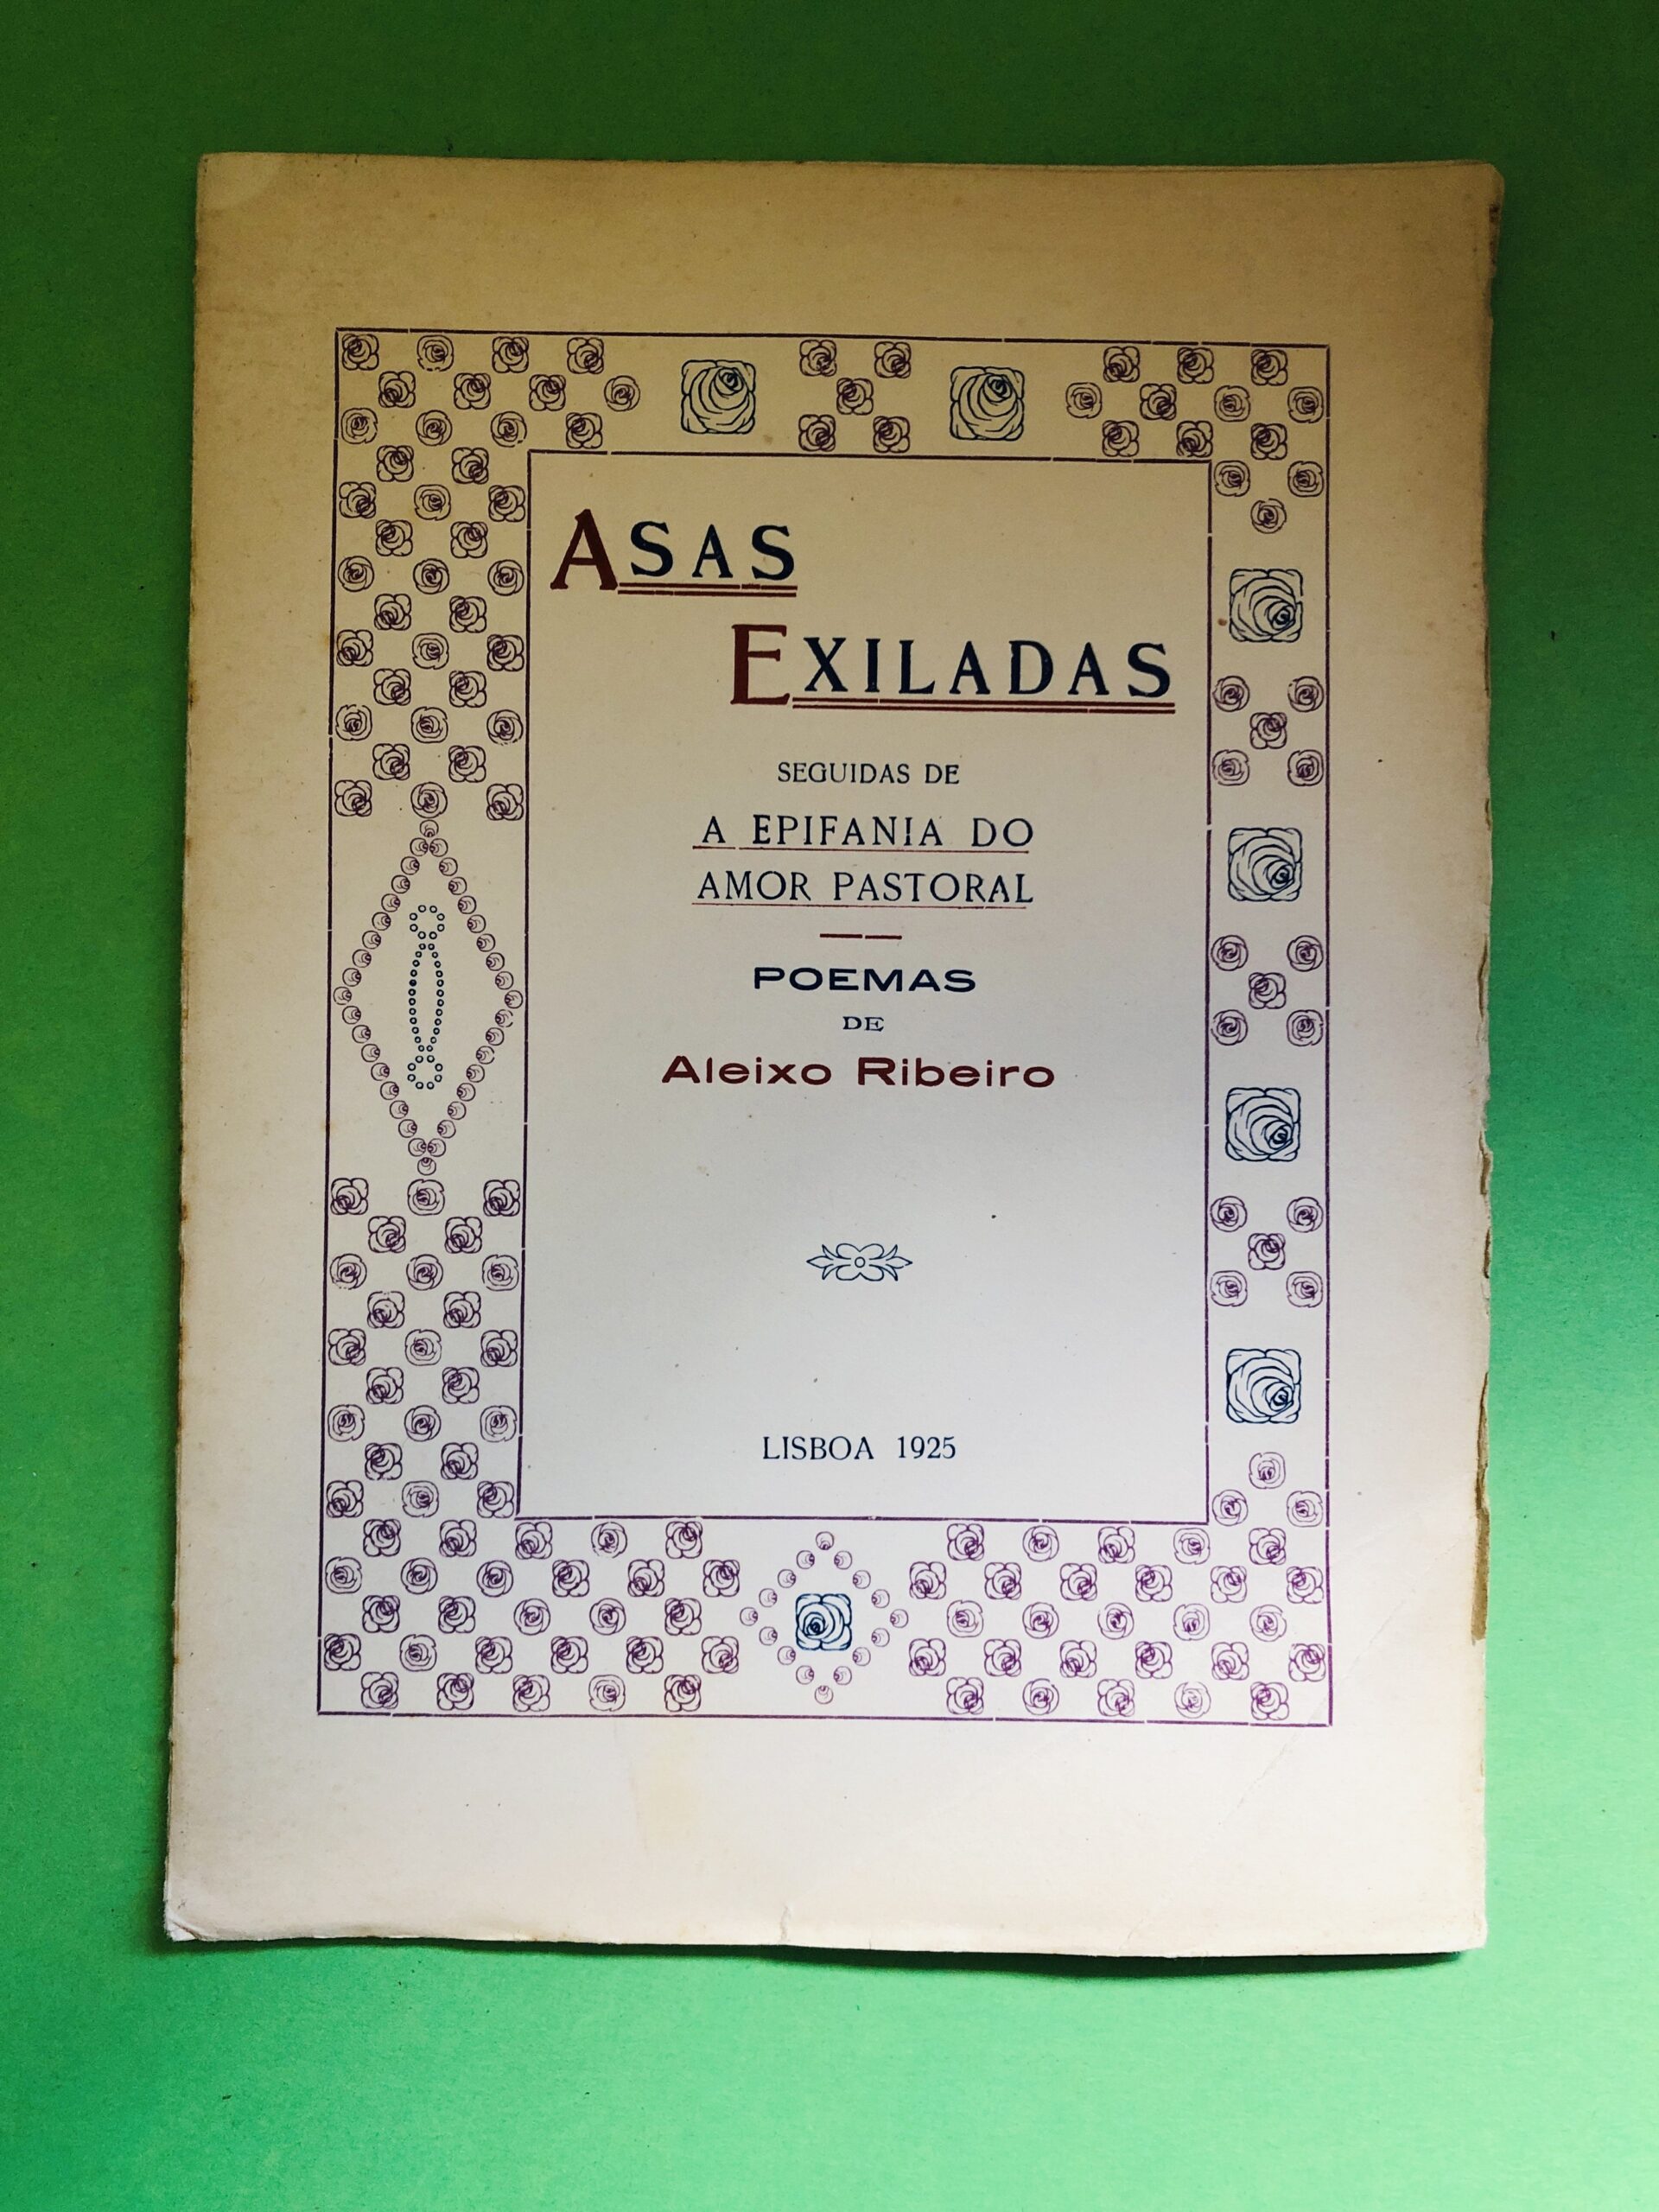 ASAS
EXILADAS
SEGUIDAS DE
A EPIFANIA DO
AMOR PASTORAL
POEMAS
DE
Aleixo Ribeiro
LISBOA 1925